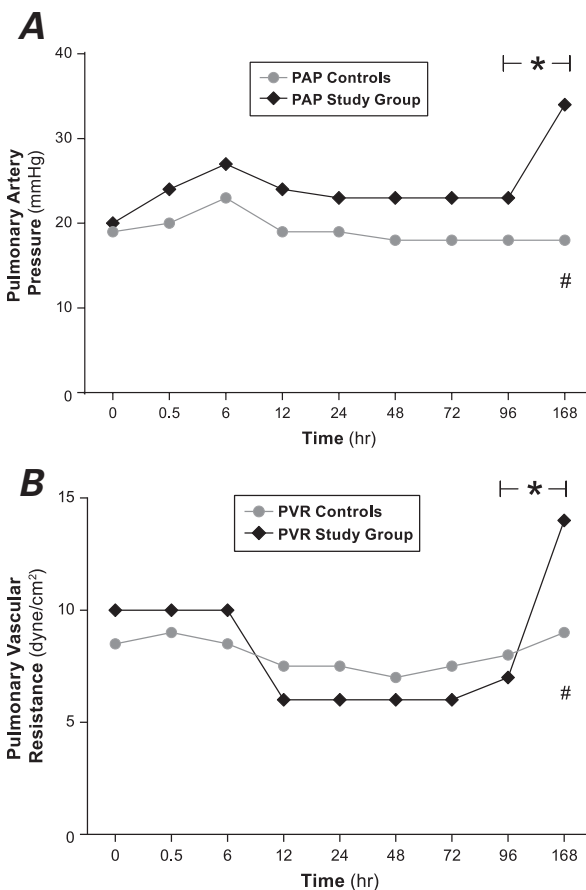 A
40
30
20
10
0
Pulmonary Artery
Pressure (mmHg)
PAP Controls
PAP Study Group
*
#
0 0.5 6 12 24 48 72 96 168
Time (hr)
B
15
10
5
0
Pulmonary Vascular
Resistance (dyne/cm²)
PVR Controls
PVR Study Group
*
#
0 0.5 6 12 24 48 72 96 168
Time (hr)